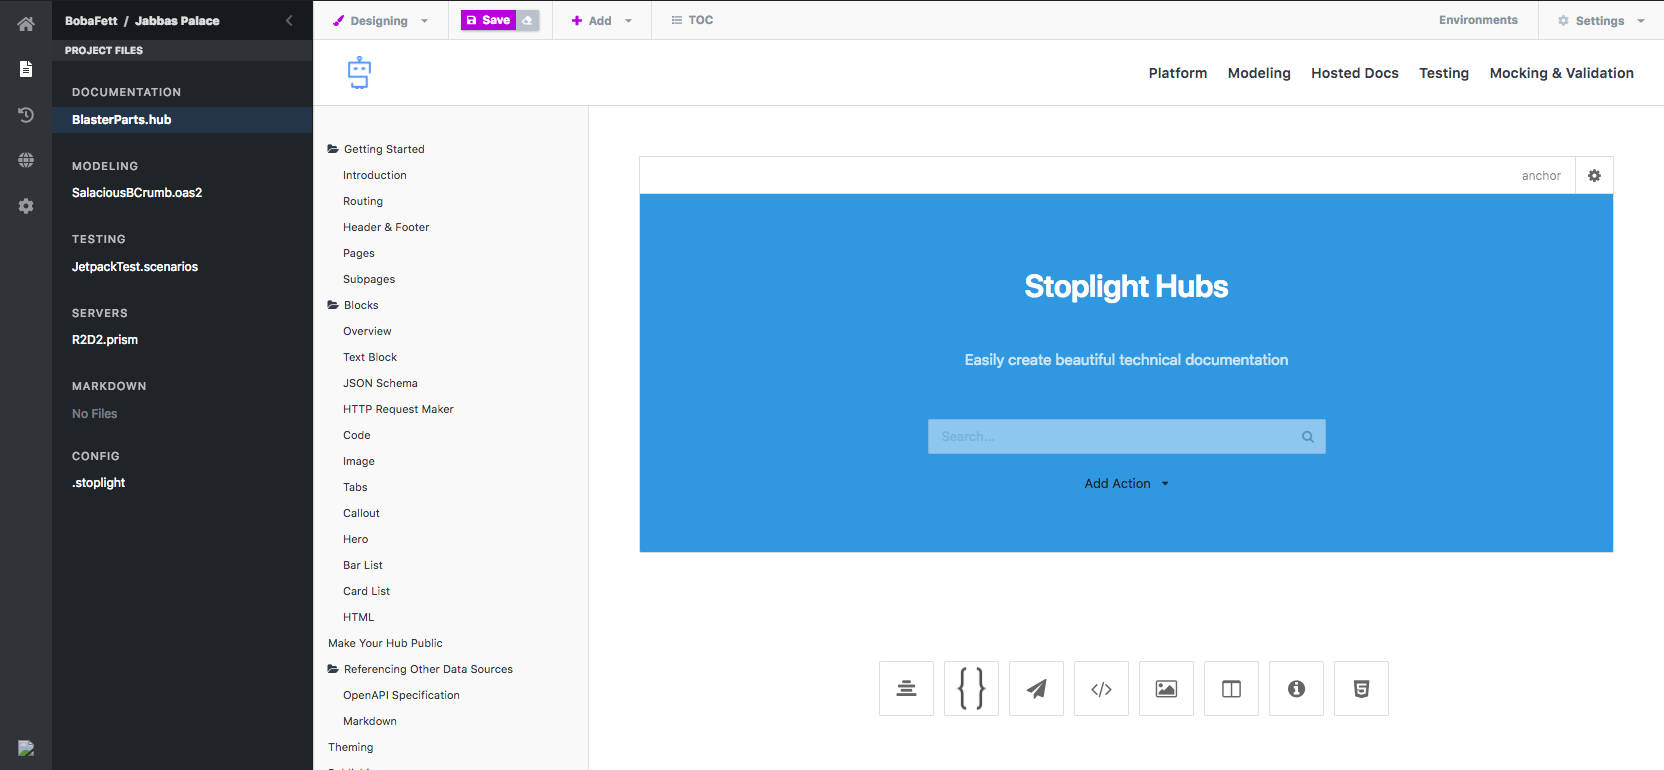 BobaFett / Jabbas Palace
PROJECT FILES
DOCUMENTATION
BlasterParts.hub
MODELING
SalaciousBCrumb.oas2
TESTING
JetpackTest.scenarios
SERVERS
R2D2.prism
MARKDOWN
No Files
CONFIG
.stoplight
Designing
Save
Add
TOC
Environments
Settings
Platform Modeling Hosted Docs Testing Mocking & Validation
Getting Started
Introduction
Routing
Header & Footer
Pages
Subpages
Blocks
Overview
Text Block
JSON Schema
HTTP Request Maker
Code
Image
Tabs
Callout
Hero
Bar List
Card List
HTML
Make Your Hub Public
Referencing Other Data Sources
OpenAPI Specification
Markdown
Theming
anchor
Stoplight Hubs
Easily create beautiful technical documentation
Search...
Add Action